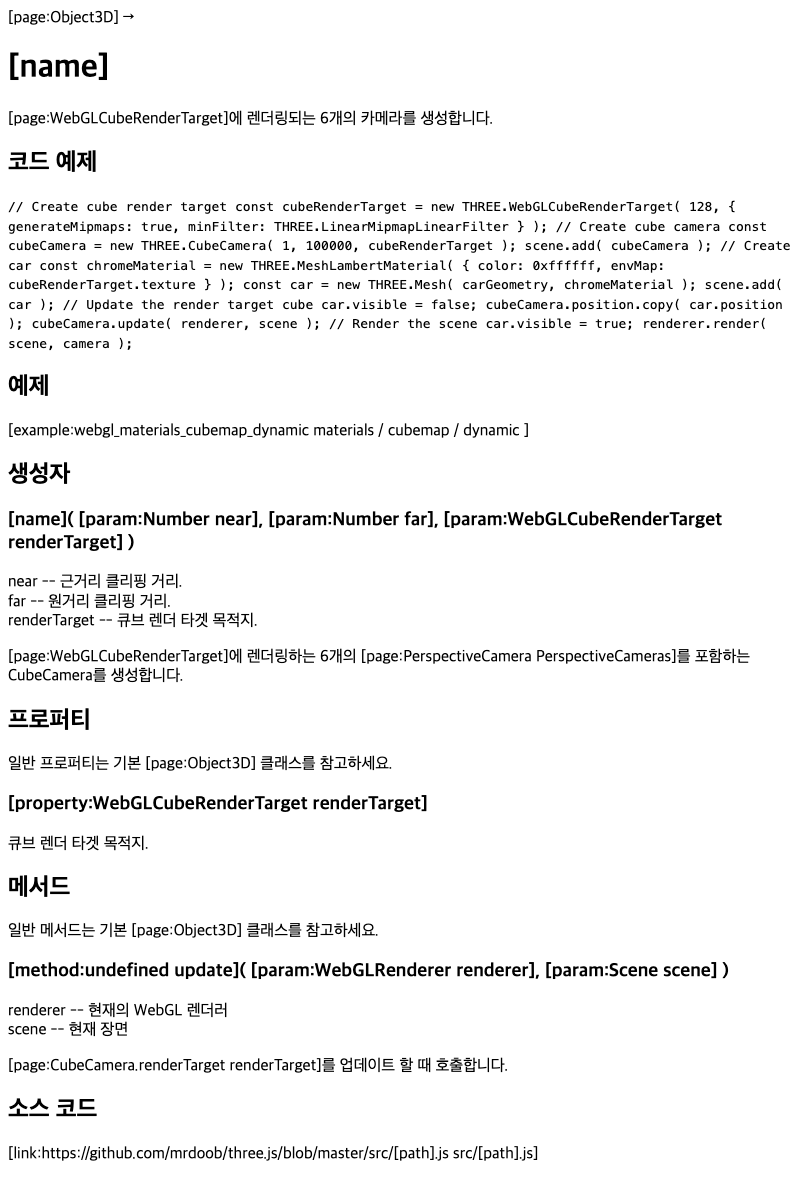 [page:Object3D] →
[name]
[page:WebGLCubeRenderTarget]에 렌더링되는 6개의 카메라를 생성합니다.
코드 예제
// Create cube render target const cubeRenderTarget = new THREE.WebGLCubeRenderTarget( 128, {
generateMipmaps: true, minFilter: THREE.LinearMipmapLinearFilter } ); // Create cube camera const
cubeCamera = new THREE.CubeCamera( 1, 100000, cubeRenderTarget ); scene.add( cubeCamera ); // Create
car const chromeMaterial = new THREE.MeshLambertMaterial( { color: 0xffffff, envMap:
cubeRenderTarget.texture } ); const car = new THREE.Mesh( carGeometry, chromeMaterial ); scene.add(
car ); // Update the render target cube car.visible = false; cubeCamera.position.copy( car.position
); cubeCamera.update( renderer, scene ); // Render the scene car.visible = true; renderer.render(
scene, camera );
예제
[example:webgl_materials_cubemap_dynamic materials / cubemap / dynamic ]
생성자
[name]( [param:Number near], [param:Number far], [param:WebGLCubeRenderTarget
renderTarget] )
near -- 근거리 클리핑 거리.
far -- 원거리 클리핑 거리.
renderTarget -- 큐브 렌더 타겟 목적지.
[page:WebGLCubeRenderTarget]에 렌더링하는 6개의 [page:PerspectiveCamera PerspectiveCameras]를 포함하는
CubeCamera를 생성합니다.
프로퍼티
일반 프로퍼티는 기본 [page:Object3D] 클래스를 참고하세요.
[property:WebGLCubeRenderTarget renderTarget]
큐브 렌더 타겟 목적지.
메서드
일반 메서드는 기본 [page:Object3D] 클래스를 참고하세요.
[method:undefined update]( [param:WebGLRenderer renderer], [param:Scene scene] )
renderer -- 현재의 WebGL 렌더러
scene -- 현재 장면
[page:CubeCamera.renderTarget renderTarget]를 업데이트 할 때 호출합니다.
소스 코드
[link:https://github.com/mrdoob/three.js/blob/master/src/[path].js src/[path].js]